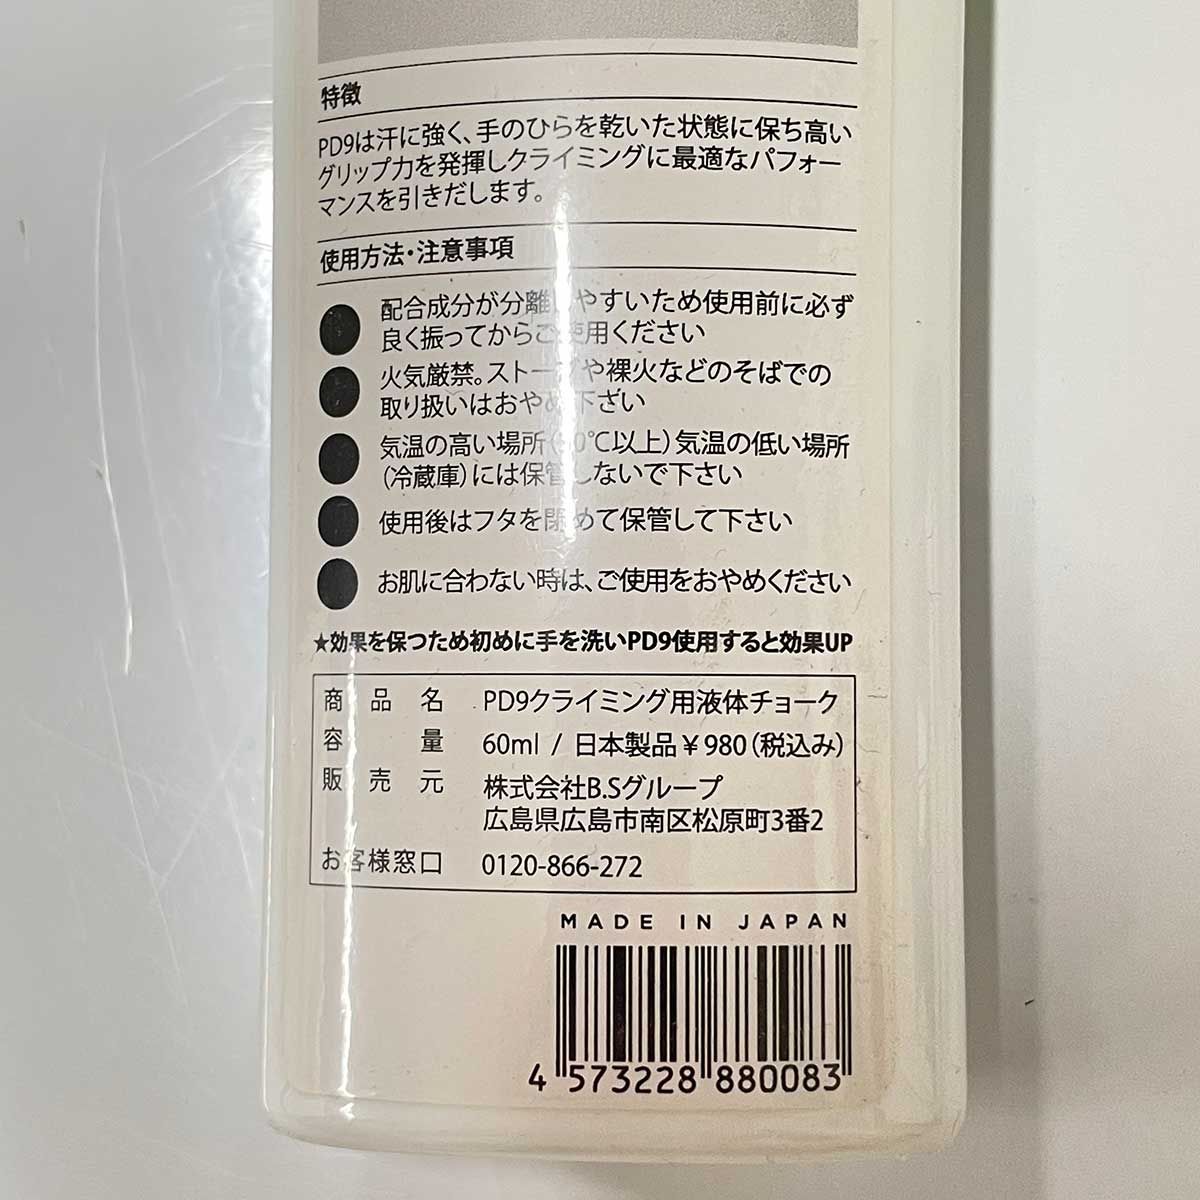 特徴
PD9は汗に強く、手のひらを乾いた状態に保ち高い
グリップ力を発揮しクライミングに最適なパフォー
マンスを引きだします。
使用方法・注意事項
配合成分が分離しやすいため使用前に必ず
良く振ってからご使用ください
火気厳禁。ストーブや裸火などのそばでの
取り扱いはおやめ下ざい
気温の高い場所 気温の低い場所
(冷蔵庫)には保管しないで下さい
使用後はフタを閉めて保管して下さい
お肌に合わない時は、ご使用をおやめください
★効果を保つため初めに手を洗いPD9使用すると効果UP
商品名 PD9クライミング用液体チョーク
容量 60ml / 日本製品￥980(税込み)
販売元 株式会社B.Sグループ
広島県広島市南区松原町3番2
お客様窓口 0120-866-272
MADE IN JAPAN
4 573228 880083